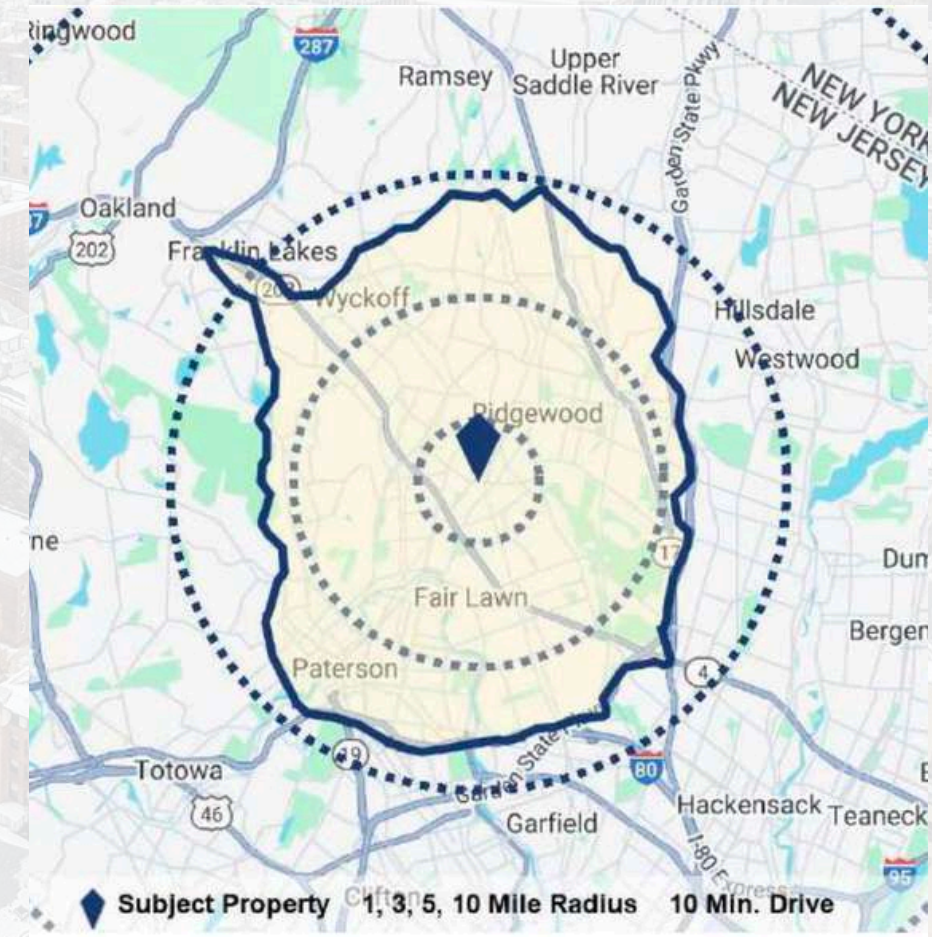 Ringwood
287
Ramsey
Upper
Saddle River
Garden State Pkwy
NEW YORK
NEW JERSEY
Oakland
202
Franklin Lakes
Wyckoff
Hillsdale
Westwood
Ridgewood
17
ne
Dum
Fair Lawn
Bergen
Paterson
4
19
Totowa
Garden State Pkwy
80
46
Hackensack
Teaneck
Garfield
I-80 Express
95
Clifton
Subject Property 1, 3, 5, 10 Mile Radius 10 Min. Drive